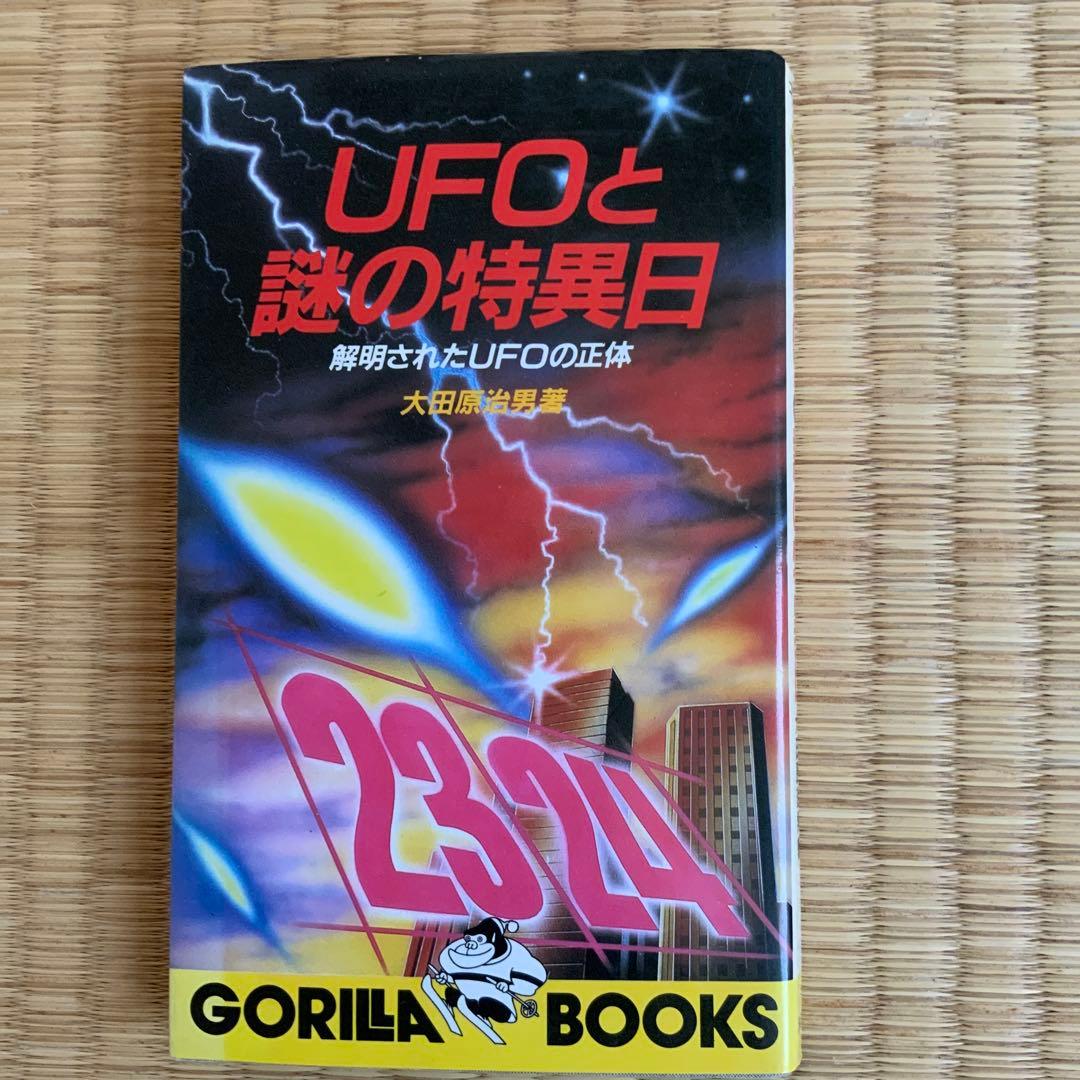 UFOと
謎の特異日
解明されたUFOの正体
大田原治男著
23 24
GORILLA BOOKS